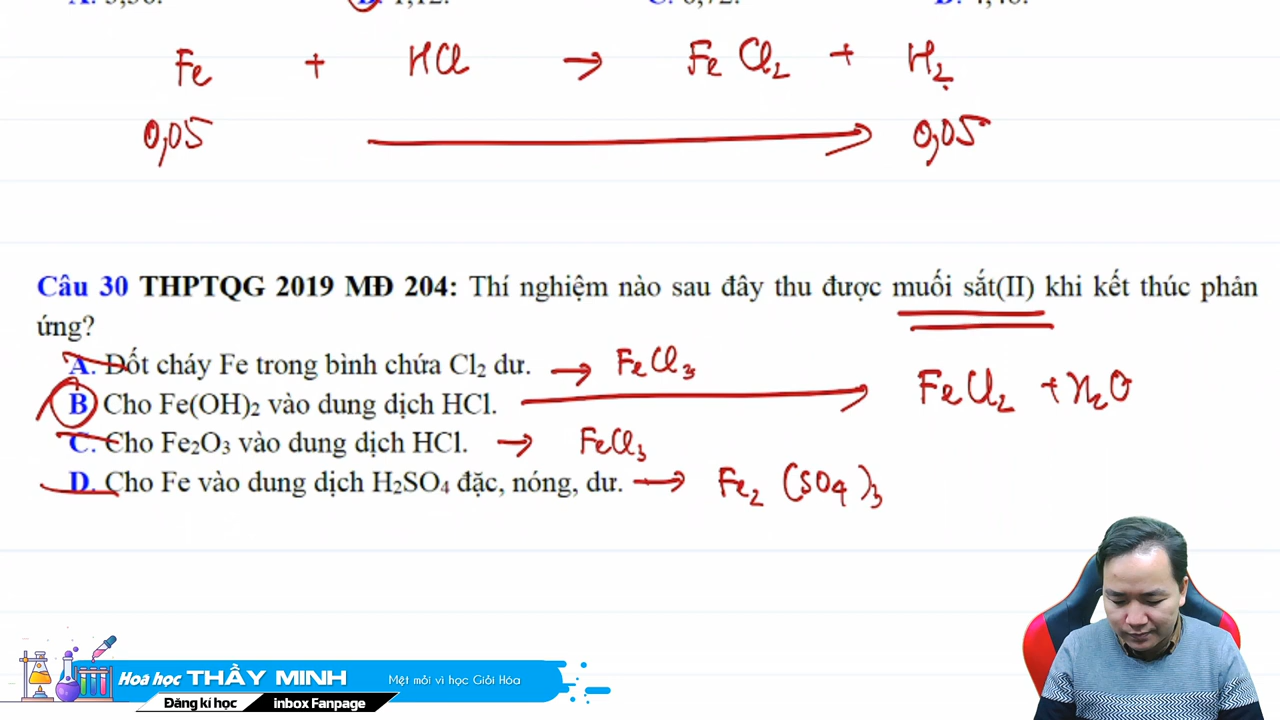 Fe + HCl → FeCl₂ + H₂
0,05 → 0,05
Câu 30 THPTQG 2019 MĐ 204: Thí nghiệm nào sau đây thu được muối sắt(II) khi kết thúc phản
ứng?
A. Đốt cháy Fe trong bình chứa Cl₂ dư. → FeCl₃
B. Cho Fe(OH)₂ vào dung dịch HCl. → FeCl₂ + H₂O
C. Cho Fe₂O₃ vào dung dịch HCl. → FeCl₃
D. Cho Fe vào dung dịch H₂SO₄ đặc, nóng, dư. → Fe₂(SO₄)₃
Hoá học THẦY MINH
Mệt mỏi vì học Giỏi Hóa
Đăng kí học inbox Fanpage